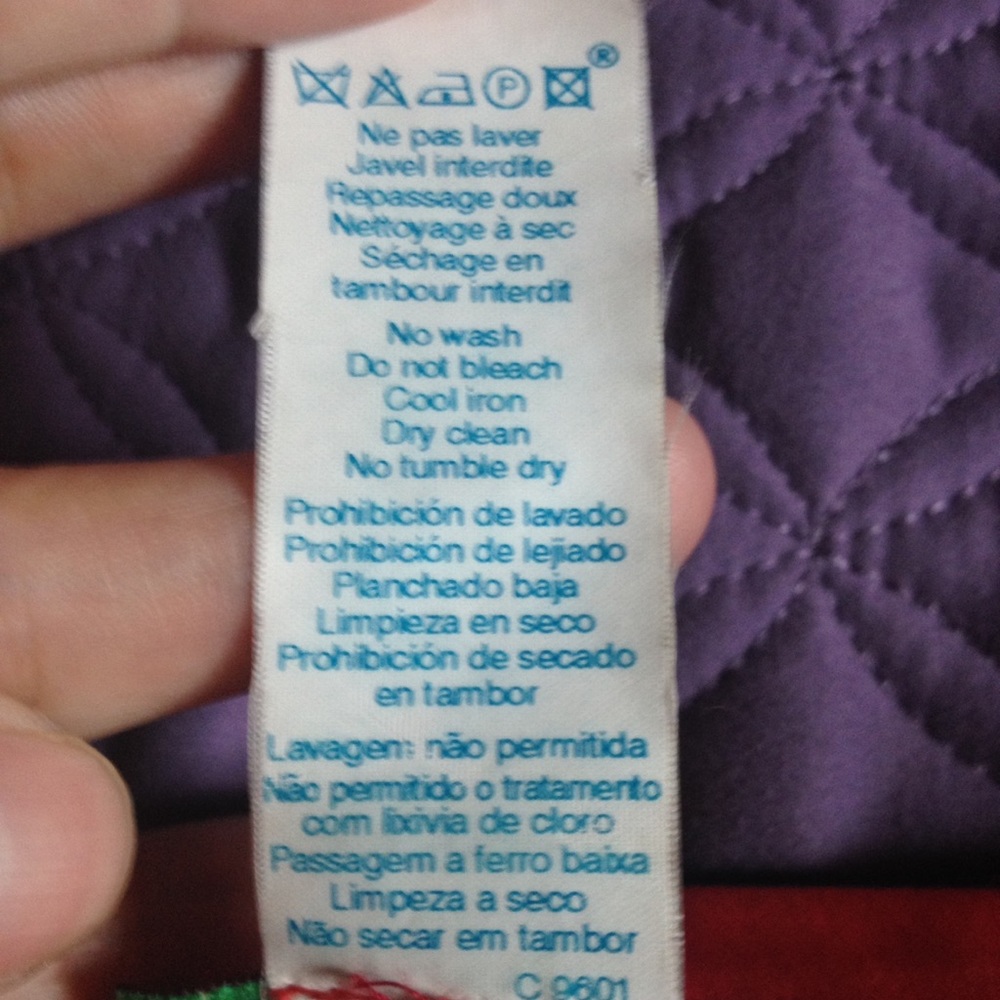 P ®
Ne pas laver
Javel interdite
Repassage doux
Nettoyage à sec
Séchage en
tambour interdit
No wash
Do not bleach
Cool iron
Dry clean
No tumble dry
Prohibición de lavado
Prohibición de lejiado
Planchado baja
Limpieza en seco
Prohibición de secado
en tambor
Lavagem não permitida
Não permitido o tratamento
com lixivia de cloro
Passagem a ferro baixa
Limpeza a seco
Não secar em tambor
C 9601